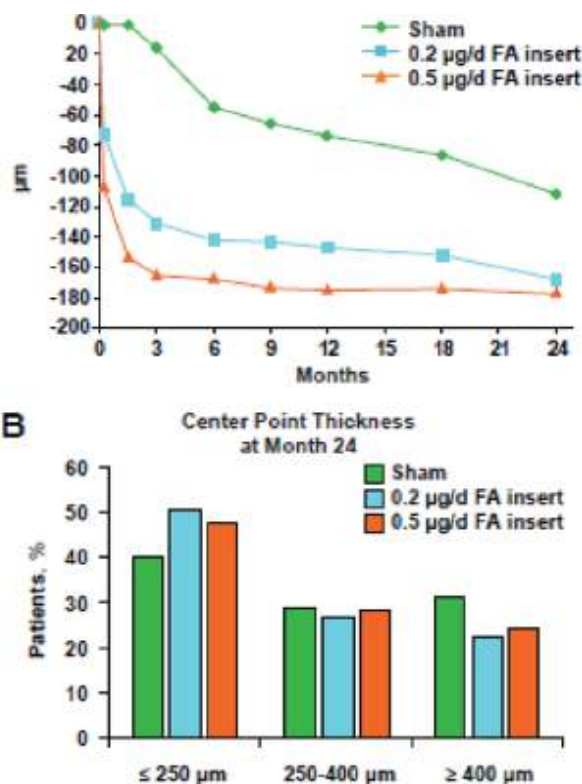 0
-20
-40
-60
-80
-100
-120
-140
-160
-180
-200
µm
Sham
0.2 µg/d FA insert
0.5 µg/d FA insert
0 3 6 9 12 15 18 21 24
Months
B
Center Point Thickness
at Month 24
60
50
40
30
20
10
0
Patients, %
Sham
0.2 µg/d FA insert
0.5 µg/d FA insert
≤ 250 µm 250-400 µm ≥ 400 µm